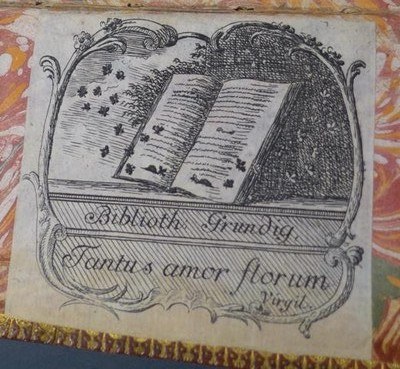 Biblioth. Grundig.
Tantus amor florum
Virgil.